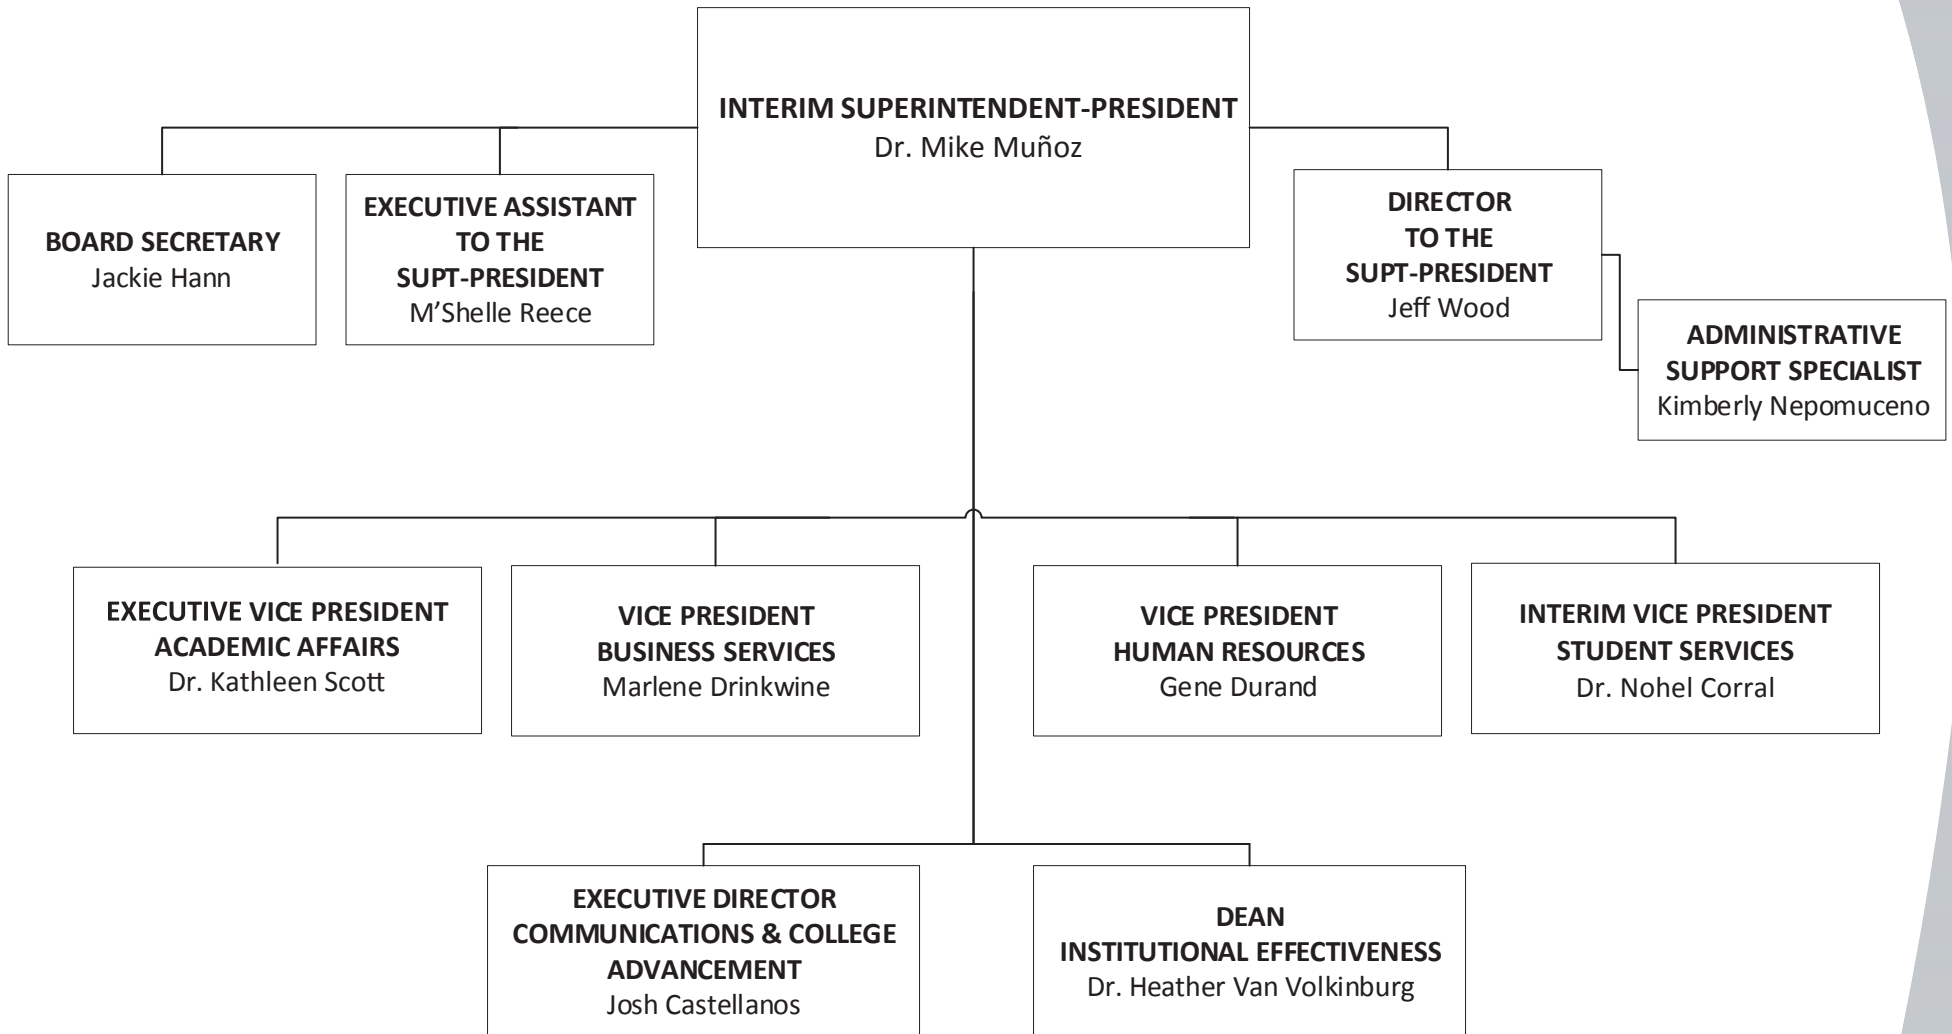 INTERIM SUPERINTENDENT-PRESIDENT
Dr. Mike Muñoz
BOARD SECRETARY
Jackie Hann
EXECUTIVE ASSISTANT
TO THE
SUPT-PRESIDENT
M’Shelle Reece
DIRECTOR
TO THE
SUPT-PRESIDENT
Jeff Wood
ADMINISTRATIVE
SUPPORT SPECIALIST
Kimberly Nepomuceno
EXECUTIVE VICE PRESIDENT
ACADEMIC AFFAIRS
Dr. Kathleen Scott
VICE PRESIDENT
BUSINESS SERVICES
Marlene Drinkwine
VICE PRESIDENT
HUMAN RESOURCES
Gene Durand
INTERIM VICE PRESIDENT
STUDENT SERVICES
Dr. Nohel Corral
EXECUTIVE DIRECTOR
COMMUNICATIONS & COLLEGE
ADVANCEMENT
Josh Castellanos
DEAN
INSTITUTIONAL EFFECTIVENESS
Dr. Heather Van Volkinburg